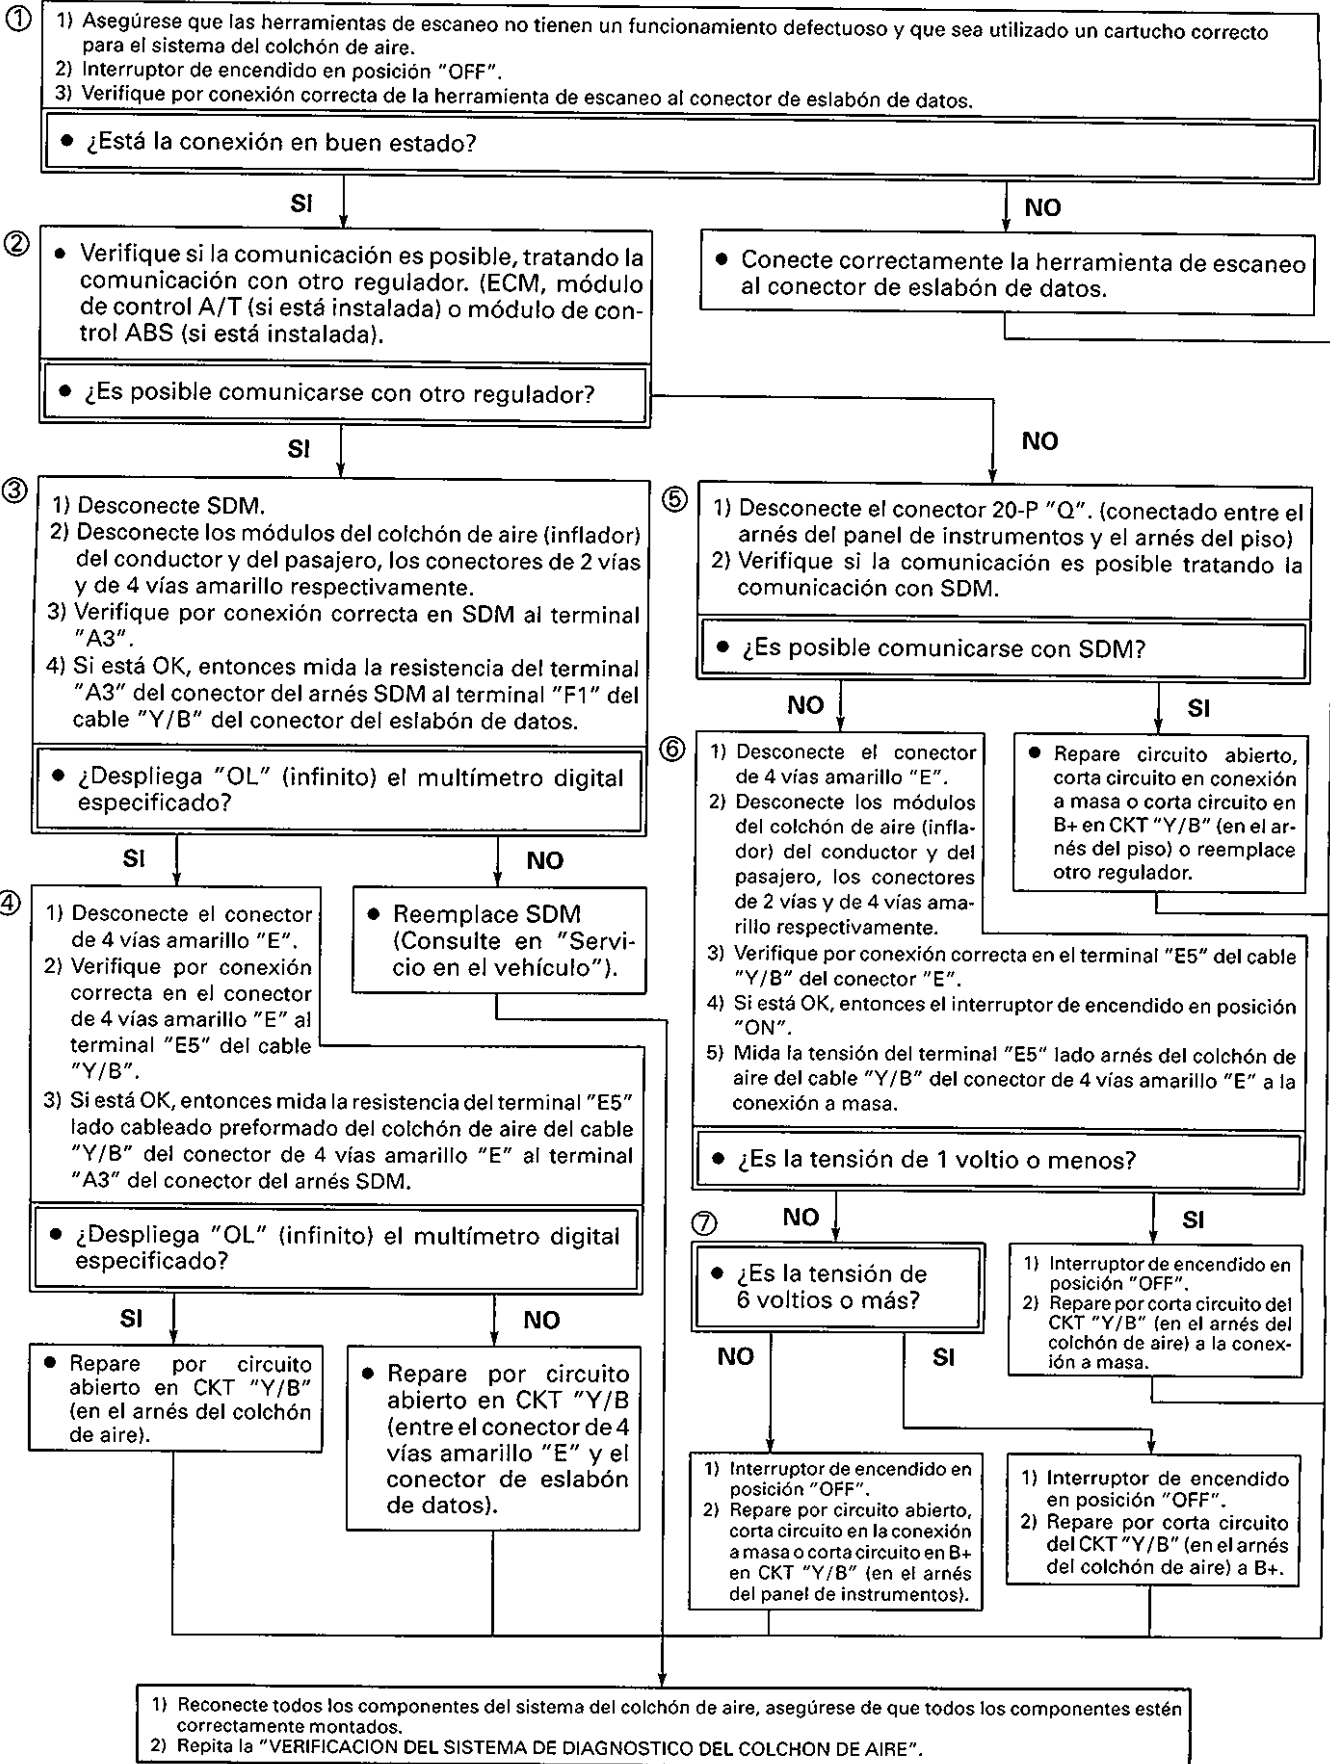 ①
1) Asegúrese que las herramientas de escaneo no tienen un funcionamiento defectuoso y que sea utilizado un cartucho correcto
para el sistema del colchón de aire.
2) Interruptor de encendido en posición "OFF".
3) Verifique por conexión correcta de la herramienta de escaneo al conector de eslabón de datos.
● ¿Está la conexión en buen estado?
SI
NO
②
● Verifique si la comunicación es posible, tratando la
comunicación con otro regulador. (ECM, módulo
de control A/T (si está instalada) o módulo de con-
trol ABS (si está instalada).
● ¿Es posible comunicarse con otro regulador?
● Conecte correctamente la herramienta de escaneo
al conector de eslabón de datos.
SI
NO
③
1) Desconecte SDM.
2) Desconecte los módulos del colchón de aire (inflador)
del conductor y del pasajero, los conectores de 2 vías
y de 4 vías amarillo respectivamente.
3) Verifique por conexión correcta en SDM al terminal
"A3".
4) Si está OK, entonces mida la resistencia del terminal
"A3" del conector del arnés SDM al terminal "F1" del
cable "Y/B" del conector del eslabón de datos.
● ¿Despliega "OL" (infinito) el multímetro digital
especificado?
⑤
1) Desconecte el conector 20-P "Q". (conectado entre el
arnés del panel de instrumentos y el arnés del piso)
2) Verifique si la comunicación es posible tratando la
comunicación con SDM.
● ¿Es posible comunicarse con SDM?
NO
SI
⑥
1) Desconecte el conector
de 4 vías amarillo "E".
2) Desconecte los módulos
del colchón de aire (infla-
dor) del conductor y del
pasajero, los conectores
de 2 vías y de 4 vías ama-
rillo respectivamente.
3) Verifique por conexión correcta en el terminal "E5" del cable
"Y/B" del conector "E".
4) Si está OK, entonces el interruptor de encendido en posición
"ON".
5) Mida la tensión del terminal "E5" lado arnés del colchón de
aire del cable "Y/B" del conector de 4 vías amarillo "E" a la
conexión a masa.
● ¿Es la tensión de 1 voltio o menos?
● Repare circuito abierto,
corta circuito en conexión
a masa o corta circuito en
B+ en CKT "Y/B" (en el ar-
nés del piso) o reemplace
otro regulador.
SI
NO
④
1) Desconecte el conector
de 4 vías amarillo "E".
2) Verifique por conexión
correcta en el conector
de 4 vías amarillo "E" al
terminal "E5" del cable
"Y/B".
3) Si está OK, entonces mida la resistencia del terminal "E5"
lado cableado preformado del colchón de aire del cable
"Y/B" del conector de 4 vías amarillo "E" al terminal
"A3" del conector del arnés SDM.
● ¿Despliega "OL" (infinito) el multímetro digital
especificado?
● Reemplace SDM
(Consulte en "Servi-
cio en el vehículo").
NO
SI
⑦
● ¿Es la tensión de
6 voltios o más?
1) Interruptor de encendido en
posición "OFF".
2) Repare por corta circuito del
CKT "Y/B" (en el arnés del
colchón de aire) a la conex-
ión a masa.
SI
NO
● Repare por circuito
abierto en CKT "Y/B"
(en el arnés del colchón
de aire).
● Repare por circuito
abierto en CKT "Y/B
(entre el conector de 4
vías amarillo "E" y el
conector de eslabón
de datos).
NO
SI
1) Interruptor de encendido en
posición "OFF".
2) Repare por circuito abierto,
corta circuito en la conexión
a masa o corta circuito en B+
en CKT "Y/B" (en el arnés
del panel de instrumentos).
1) Interruptor de encendido
en posición "OFF".
2) Repare por corta circuito
del CKT "Y/B" (en el arnés
del colchón de aire) a B+.
1) Reconecte todos los componentes del sistema del colchón de aire, asegúrese de que todos los componentes estén
correctamente montados.
2) Repita la "VERIFICACION DEL SISTEMA DE DIAGNOSTICO DEL COLCHON DE AIRE".